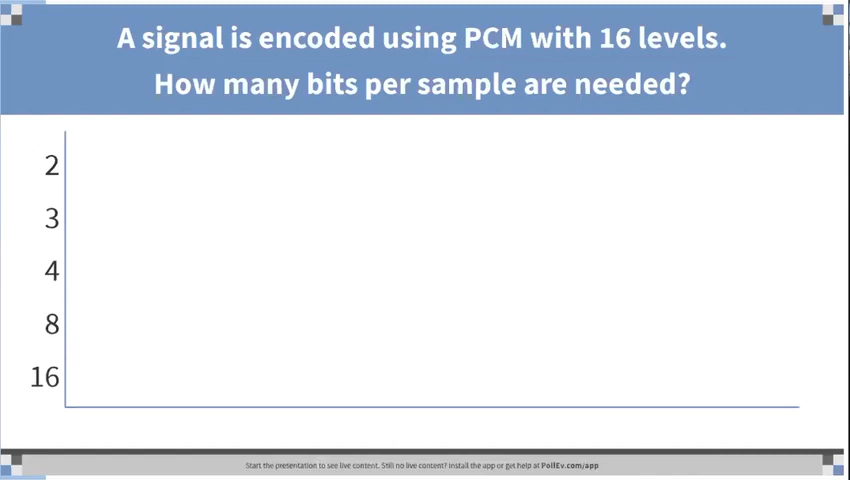 A signal is encoded using PCM with 16 levels.
How many bits per sample are needed?
2
3
4
8
16
Start the presentation to see live content. Still no live content? Install the app or get help at PollEv.com/app